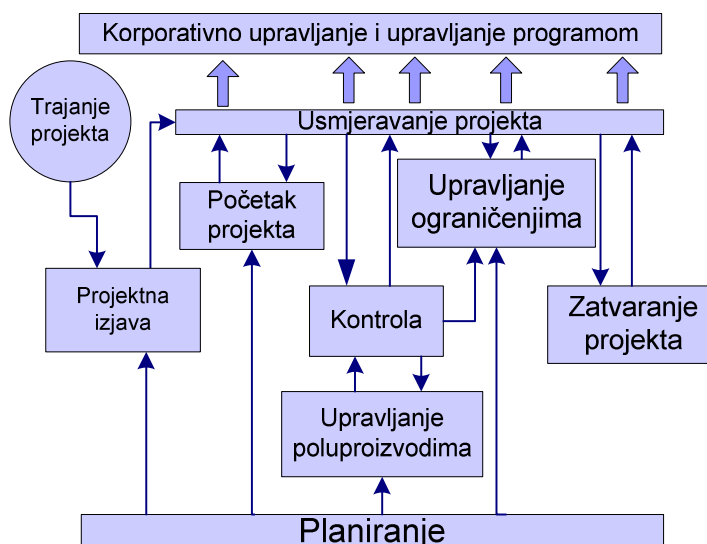 Korporativno upravljanje i upravljanje programom
Trajanje
projekta
Usmjeravanje projekta
Početak
projekta
Upravljanje
ograničenjima
Projektna
izjava
Kontrola
Zatvaranje
projekta
Upravljanje
poluproizvodima
Planiranje